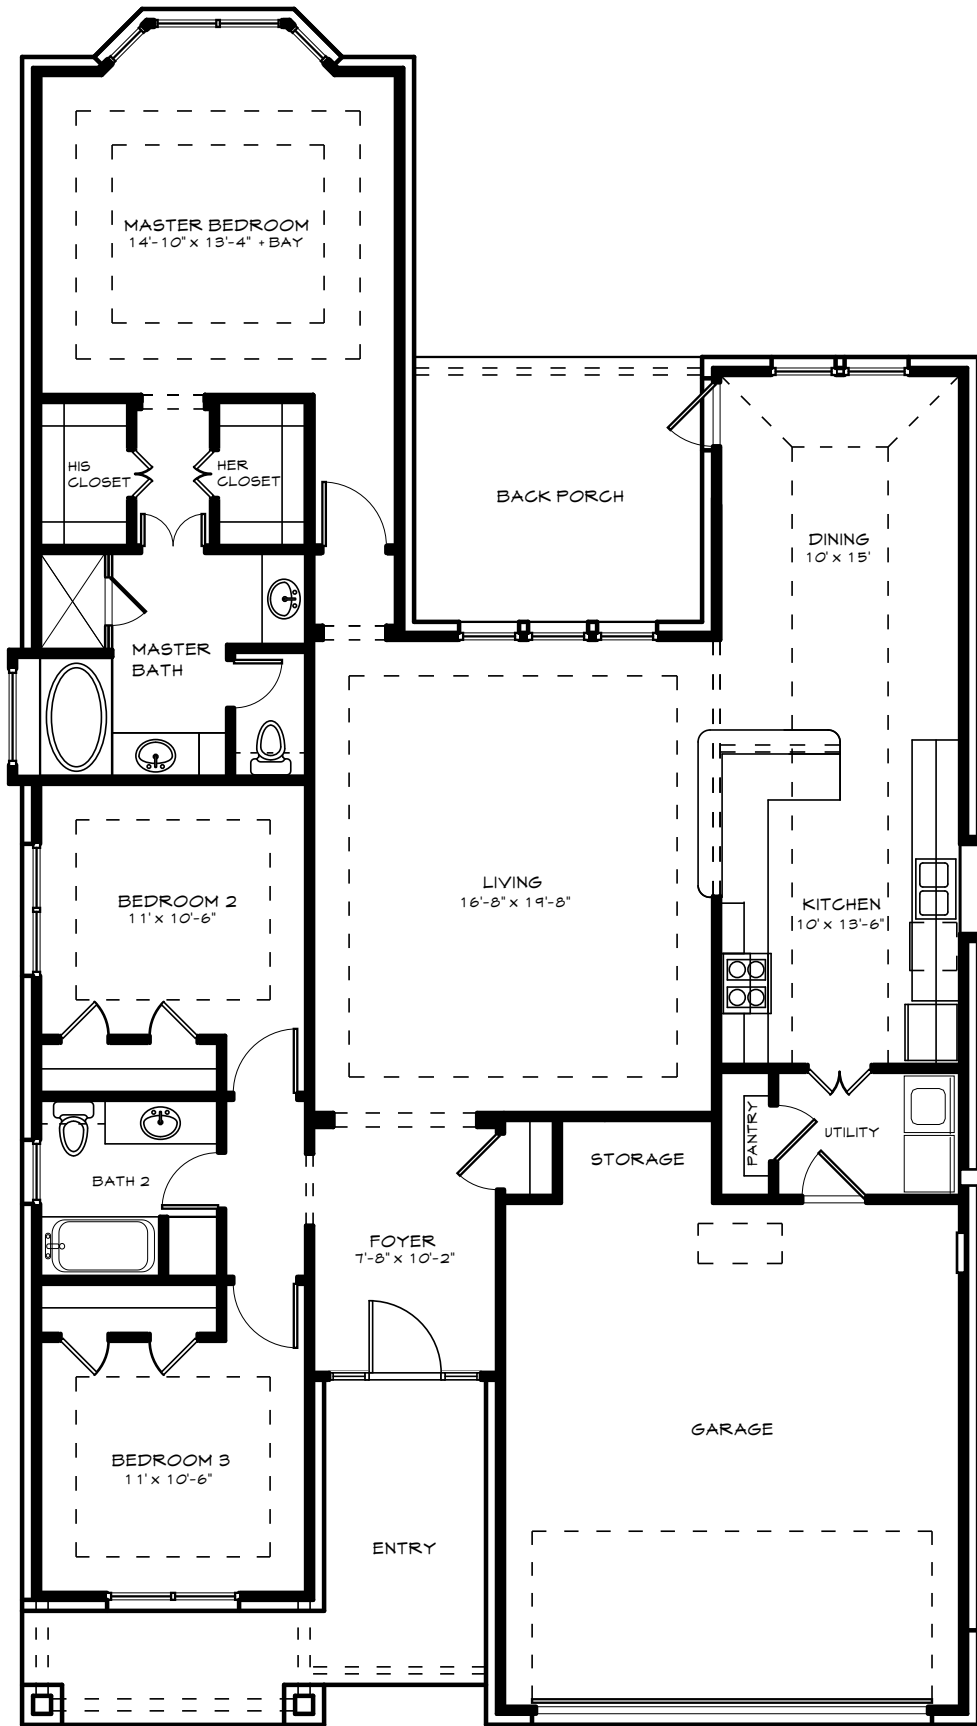 MASTER BEDROOM
14'-10" x 13'-4" + BAY
HIS
CLOSET
HER
CLOSET
BACK PORCH
DINING
10' x 15'
MASTER
BATH
LIVING
16'-8" x 19'-8"
BEDROOM 2
11' x 10'-6"
KITCHEN
10' x 13'-6"
PANTRY
UTILITY
STORAGE
BATH 2
FOYER
7'-8" x 10'-2"
GARAGE
BEDROOM 3
11' x 10'-6"
ENTRY